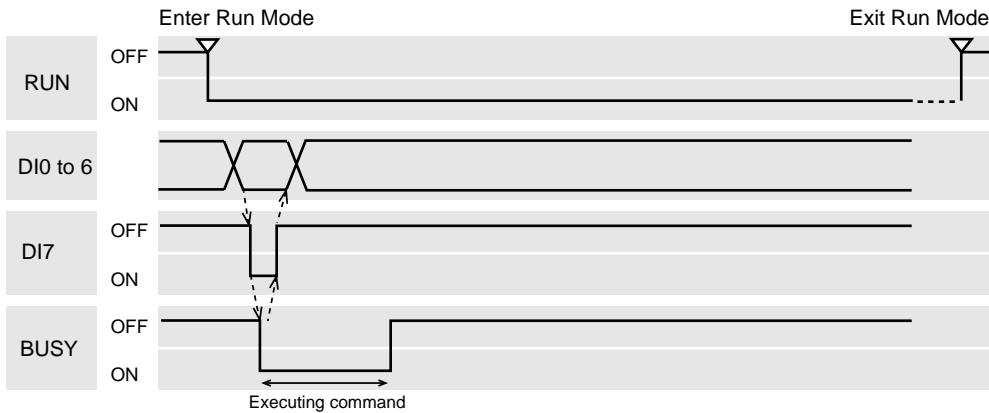 Enter Run Mode
Exit Run Mode
RUN
OFF
ON
DI0 to 6
DI7
OFF
ON
BUSY
OFF
ON
Executing command